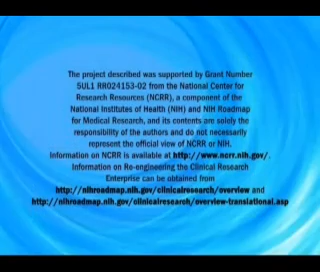 The project described was supported by Grant Number
5UL1 RR024153-02 from the National Center for
Research Resources (NCRR), a component of the
National Institutes of Health (NIH) and NIH Roadmap
for Medical Research, and its contents are solely the
responsibility of the authors and do not necessarily
represent the official view of NCRR or NIH.
Information on NCRR is available at http://www.ncrr.nih.gov/.
Information on Re-engineering the Clinical Research
Enterprise can be obtained from
http://nihroadmap.nih.gov/clinicalresearch/overview and
http://nihroadmap.nih.gov/clinicalresearch/overview-translational.asp